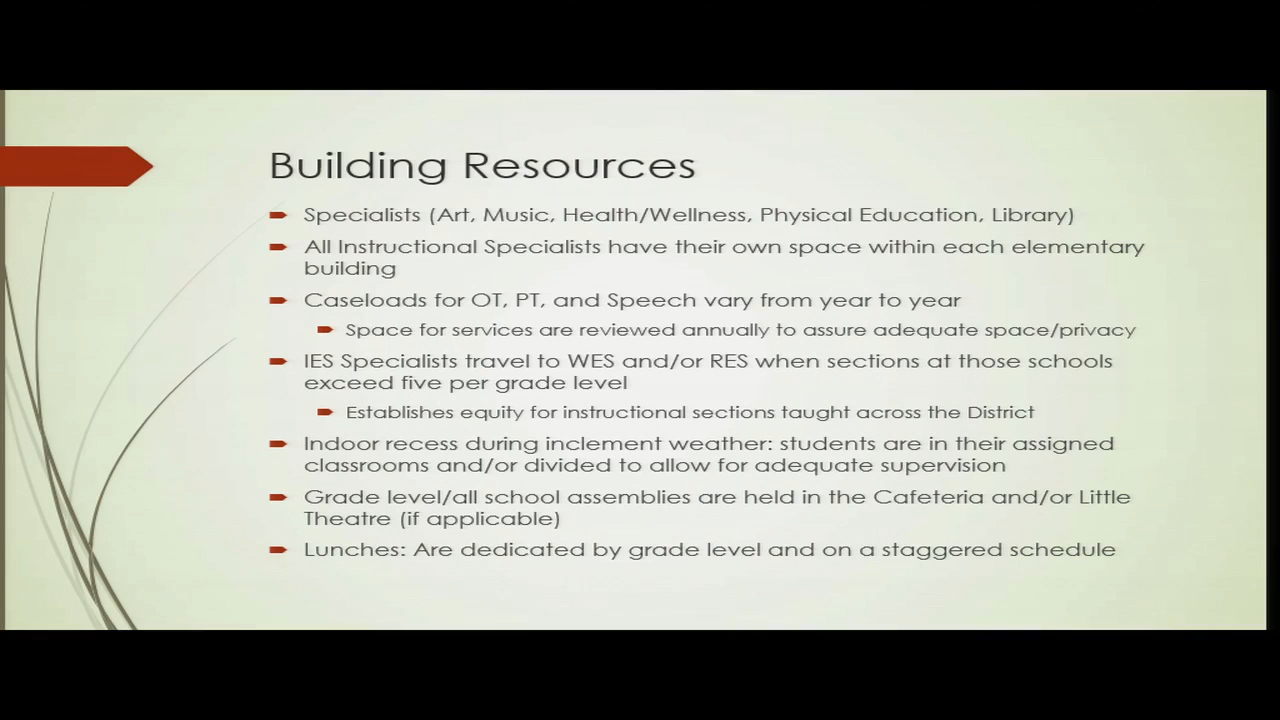 Building Resources
Specialists (Art, Music, Health/Wellness, Physical Education, Library)
All Instructional Specialists have their own space within each elementary
building
Caseloads for OT, PT, and Speech vary from year to year
Space for services are reviewed annually to assure adequate space/privacy
IES Specialists travel to WES and/or RES when sections at those schools
exceed five per grade level
Establishes equity for instructional sections taught across the District
Indoor recess during inclement weather: students are in their assigned
classrooms and/or divided to allow for adequate supervision
Grade level/all school assemblies are held in the Cafeteria and/or Little
Theatre (if applicable)
Lunches: Are dedicated by grade level and on a staggered schedule